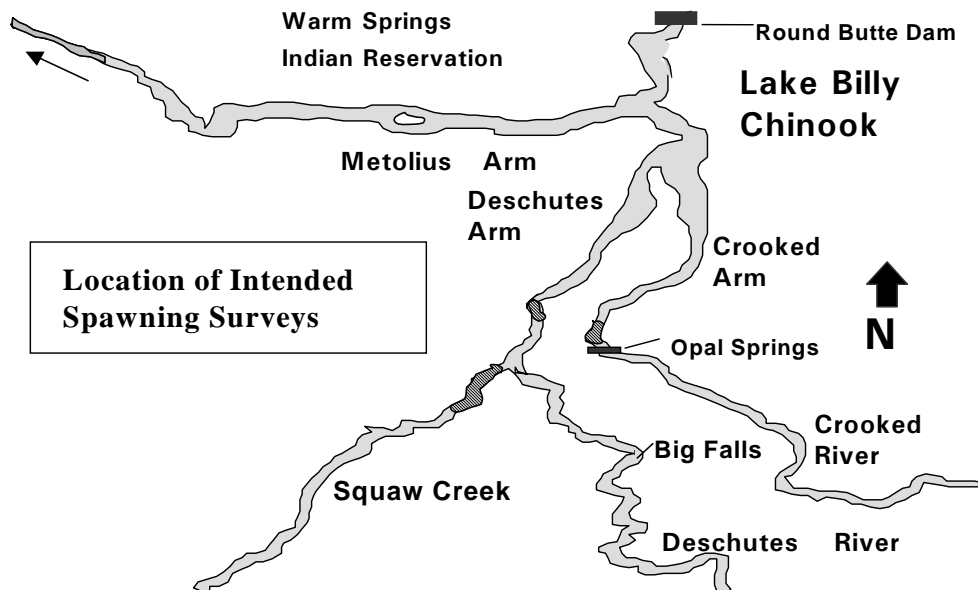 Warm Springs
Indian Reservation
Round Butte Dam
Lake Billy
Chinook
Metolius Arm
Deschutes
Arm
Crooked
Arm
Location of Intended
Spawning Surveys
N
Opal Springs
Crooked
River
Big Falls
Squaw Creek
Deschutes River